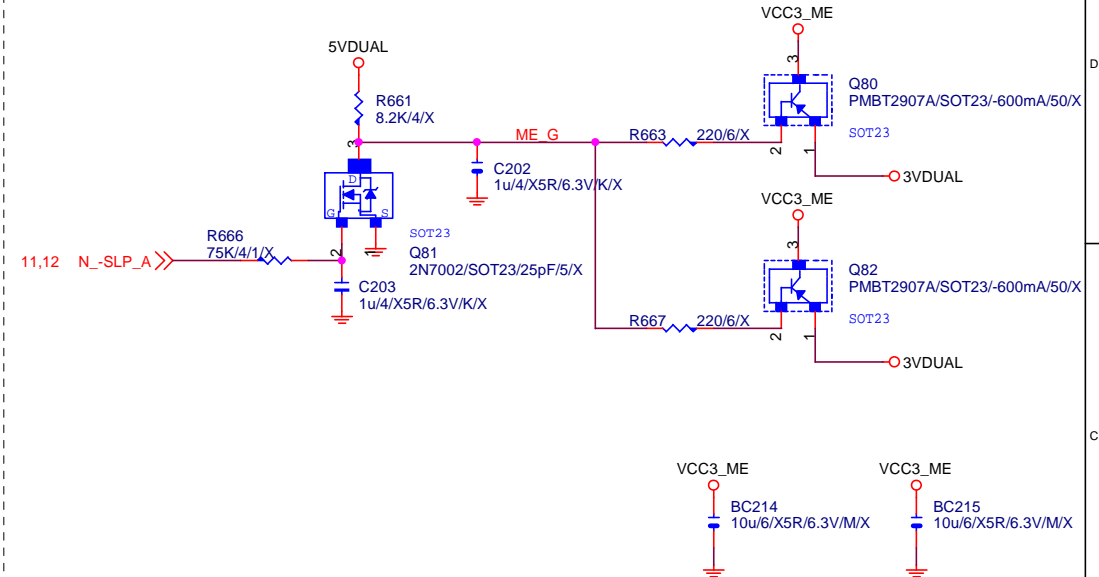 VCC3_ME
D
5VDUAL
3
Q80
PMBT2907A/SOT23/-600mA/50/X
SOT23
R661
8.2K/4/X
3
ME_G
R663
220/6/X
2
1
3VDUAL
C202
1u/4/X5R/6.3V/K/X
D
G
S
SOT23
Q81
2N7002/SOT23/25pF/5/X
2
1
VCC3_ME
3
Q82
PMBT2907A/SOT23/-600mA/50/X
SOT23
R667
220/6/X
2
1
3VDUAL
11,12 N_-SLP_A
R666
75K/4/1/X
C203
1u/4/X5R/6.3V/K/X
C
VCC3_ME
BC214
10u/6/X5R/6.3V/M/X
VCC3_ME
BC215
10u/6/X5R/6.3V/M/X